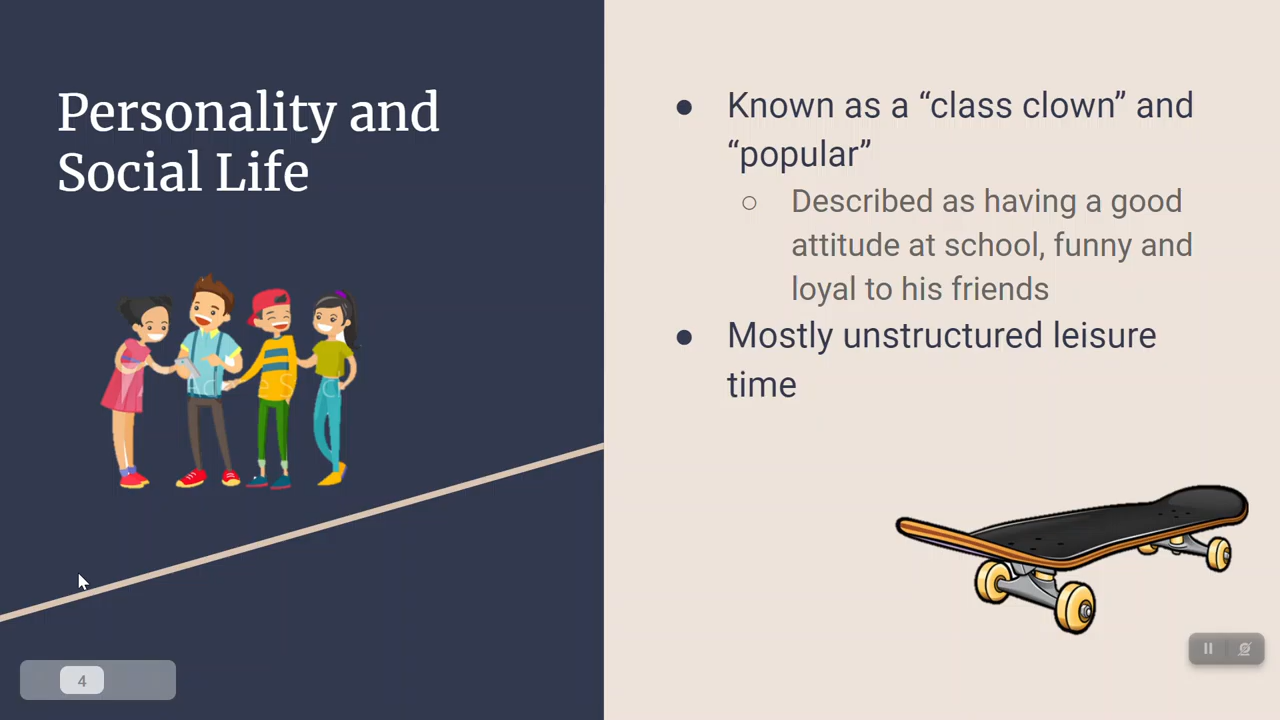 Personality and
Social Life
● Known as a “class clown” and
“popular”
○ Described as having a good
attitude at school, funny and
loyal to his friends
● Mostly unstructured leisure
time
4